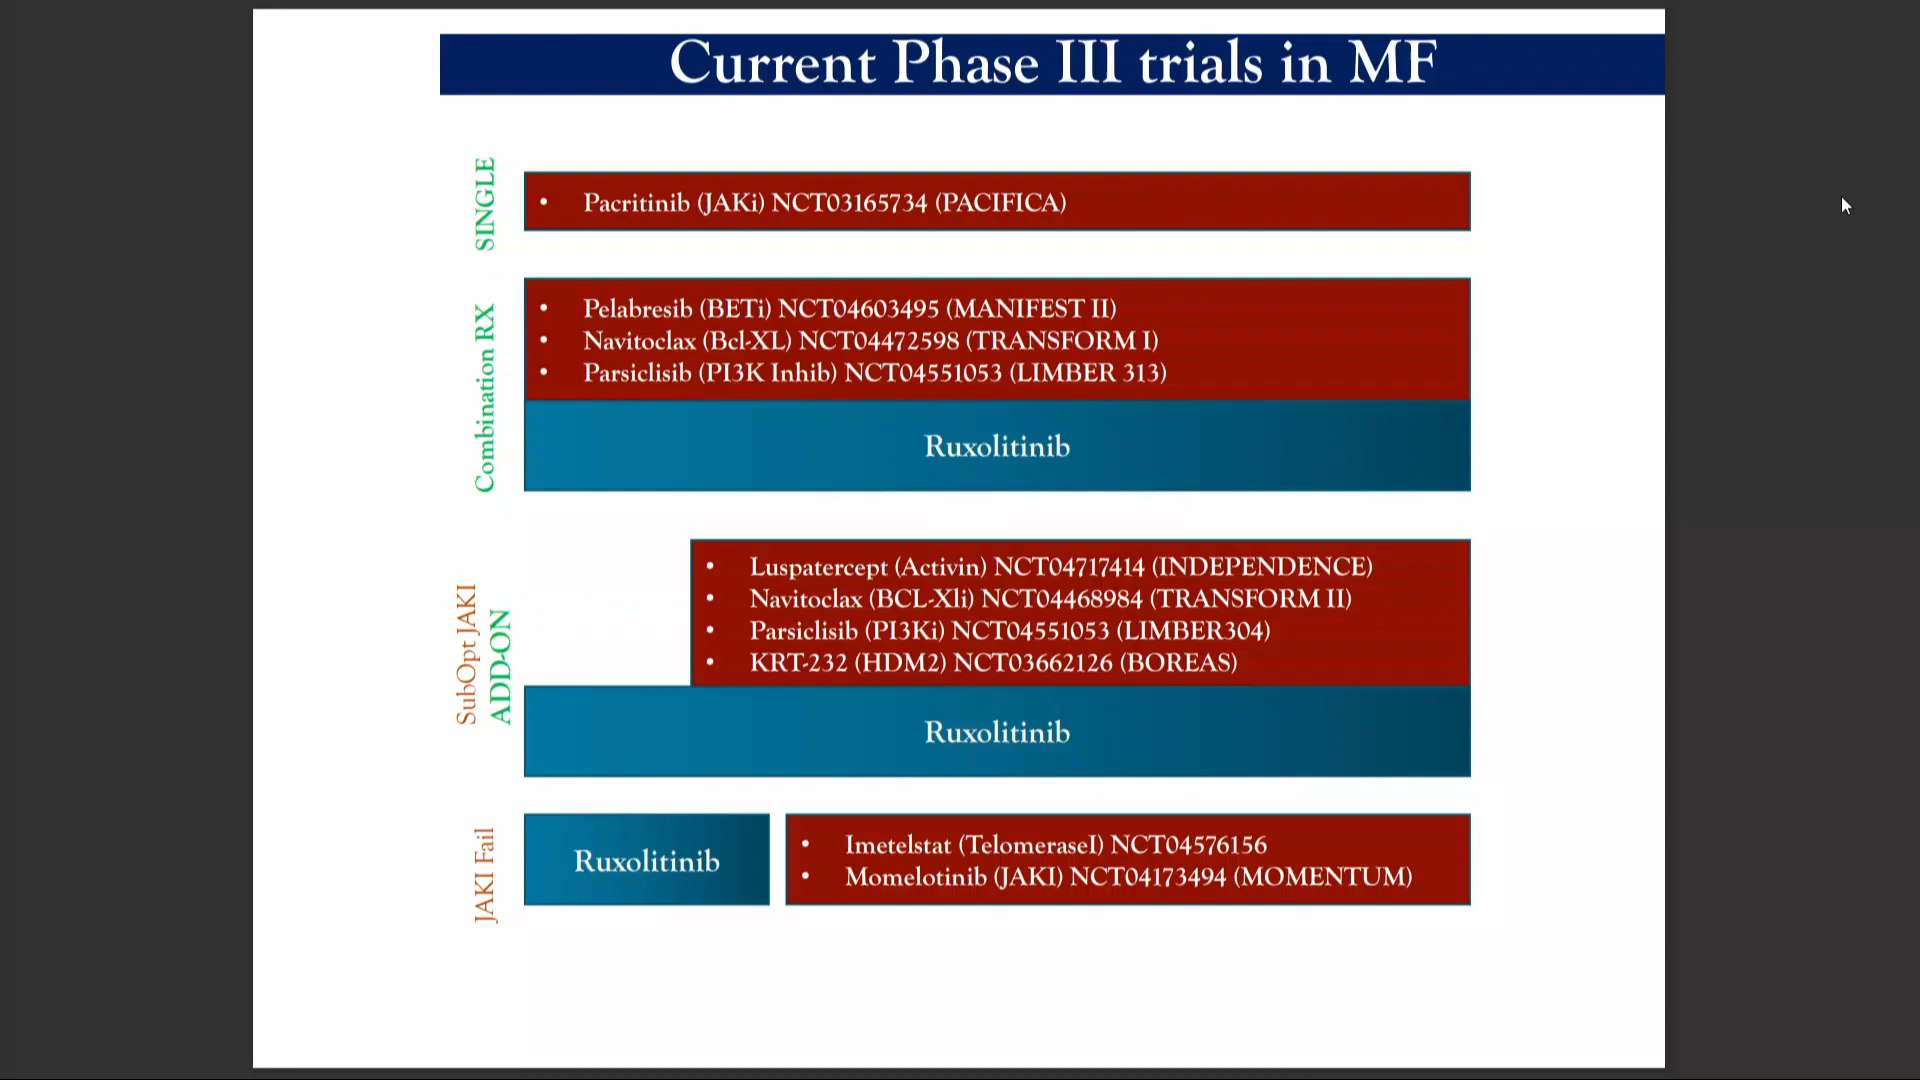 Current Phase III trials in MF
SINGLE
• Pacritinib (JAKi) NCT03165734 (PACIFICA)
Combination RX
• Pelabresib (BETi) NCT04603495 (MANIFEST II)
• Navitoclax (Bcl-XL) NCT04472598 (TRANSFORM I)
• Parsiclisib (PI3K Inhib) NCT04551053 (LIMBER 313)
Ruxolitinib
SubOpt JAKI
ADD-ON
• Luspatercept (Activin) NCT04717414 (INDEPENDENCE)
• Navitoclax (BCL-Xli) NCT04468984 (TRANSFORM II)
• Parsiclisib (PI3Ki) NCT04551053 (LIMBER304)
• KRT-232 (HDM2) NCT03662126 (BOREAS)
Ruxolitinib
JAKI Fail
Ruxolitinib
• Imetelstat (TelomeraseI) NCT04576156
• Momelotinib (JAKI) NCT04173494 (MOMENTUM)